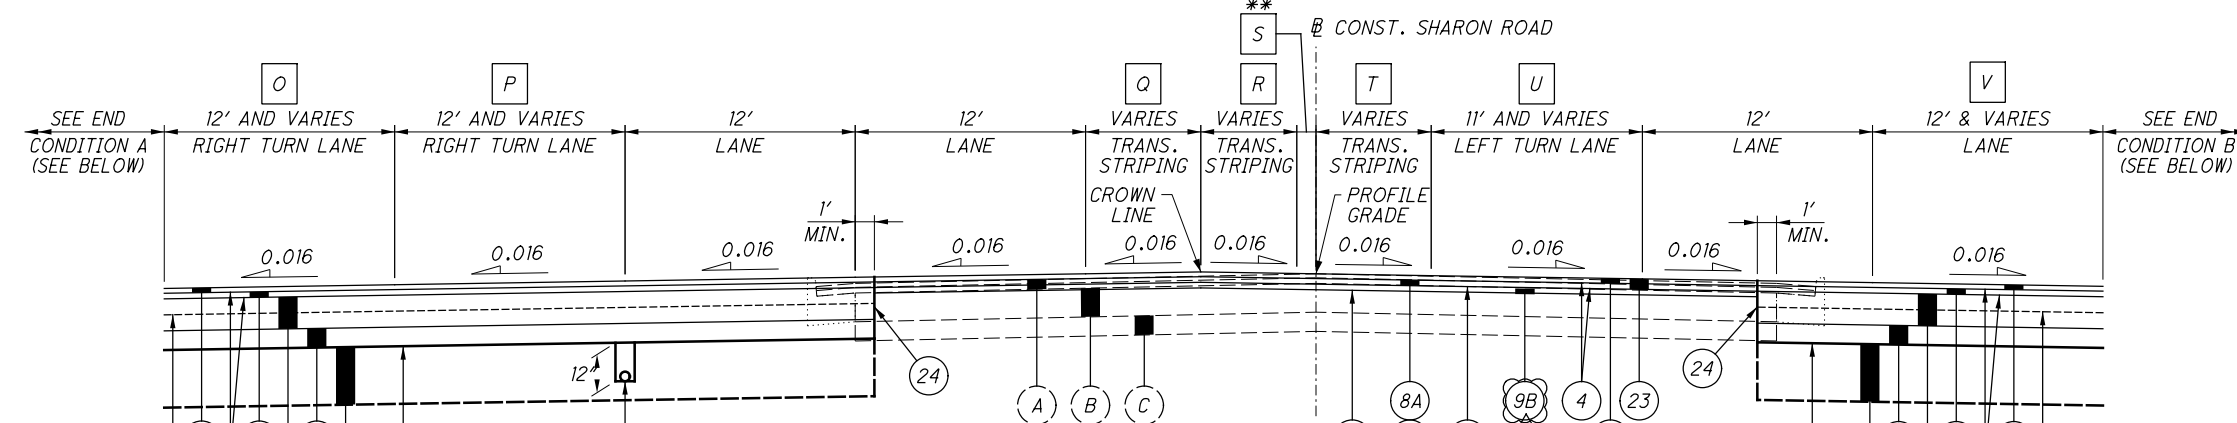 **
S
B CONST. SHARON ROAD
O
P
Q
R
T
U
V
SEE END
CONDITION A
(SEE BELOW)
12' AND VARIES
RIGHT TURN LANE
12' AND VARIES
RIGHT TURN LANE
12'
LANE
12'
LANE
VARIES
TRANS.
STRIPING
VARIES
TRANS.
STRIPING
VARIES
TRANS.
STRIPING
11' AND VARIES
LEFT TURN LANE
12'
LANE
12' & VARIES
LANE
SEE END
CONDITION B
(SEE BELOW)
CROWN
LINE
PROFILE
GRADE
1'
MIN.
1'
MIN.
0.016
0.016
0.016
0.016
0.016
0.016
0.016
0.016
0.016
0.016
12"
24
A
B
C
8A
9B
4
23
24